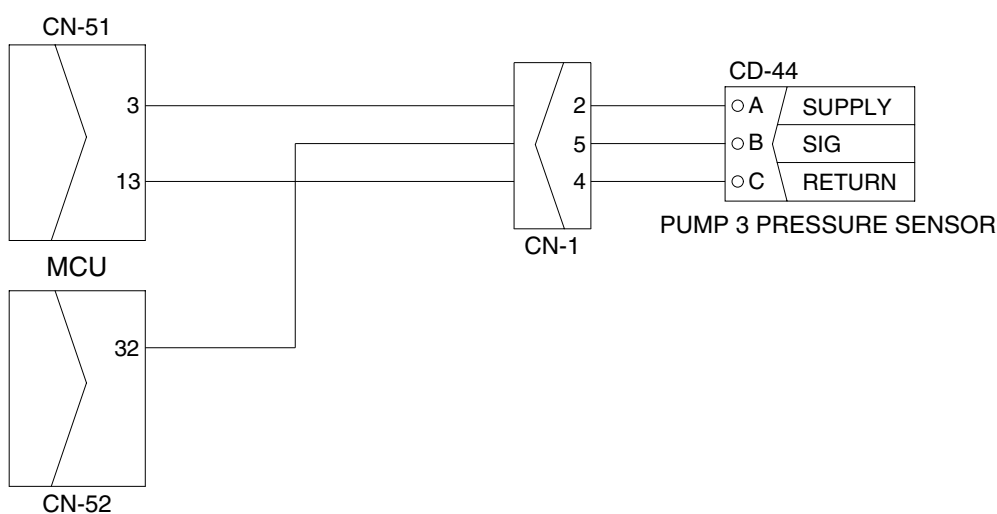 CN-51
3
13
MCU
32
CN-52
2
5
4
CN-1
CD-44
A SUPPLY
B SIG
C RETURN
PUMP 3 PRESSURE SENSOR